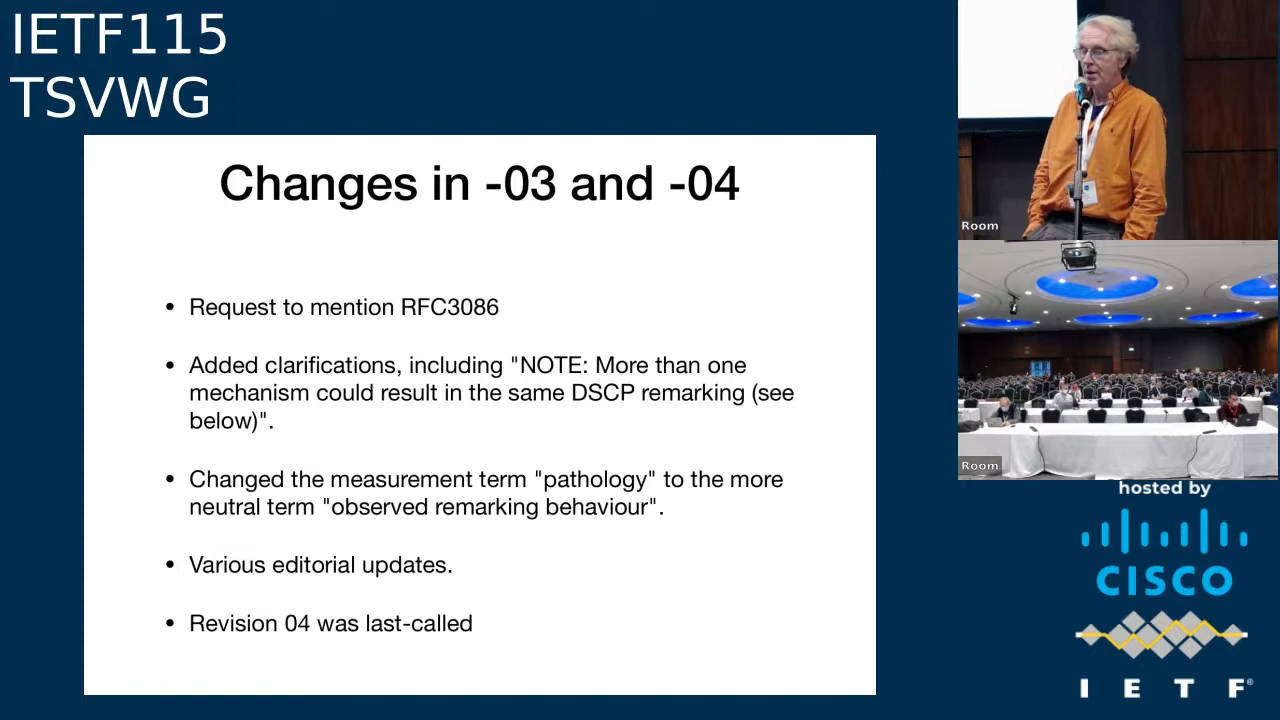 IETF115
TSVWG
Changes in -03 and -04
• Request to mention RFC3086
• Added clarifications, including "NOTE: More than one
mechanism could result in the same DSCP remarking (see
below)".
• Changed the measurement term "pathology" to the more
neutral term "observed remarking behaviour".
• Various editorial updates.
• Revision 04 was last-called
Room
Room
hosted by
CISCO
I E T F®